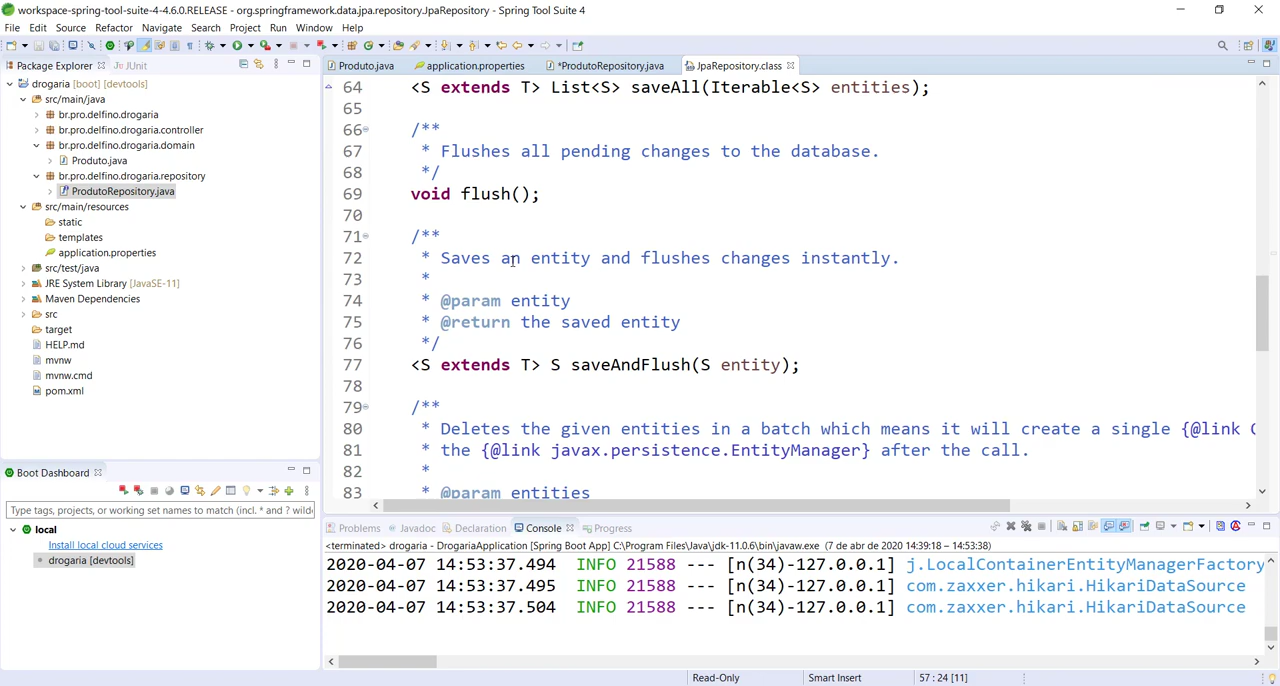 workspace-spring-tool-suite-4-4.6.0.RELEASE - org.springframework.data.jpa.repository.JpaRepository - Spring Tool Suite 4
File Edit Source Refactor Navigate Search Project Run Window Help
Package Explorer JUnit
drogaria [boot] [devtools]
src/main/java
br.pro.delfino.drogaria
br.pro.delfino.drogaria.controller
br.pro.delfino.drogaria.domain
Produto.java
br.pro.delfino.drogaria.repository
ProdutoRepository.java
src/main/resources
static
templates
application.properties
src/test/java
JRE System Library [JavaSE-11]
Maven Dependencies
src
target
HELP.md
mvnw
mvnw.cmd
pom.xml
Boot Dashboard
Type tags, projects, or working set names to match (incl. * and ? wild
local
Install local cloud services
drogaria [devtools]
Produto.java application.properties *ProdutoRepository.java JpaRepository.class
64 <S extends T> List<S> saveAll(Iterable<S> entities);
65
66 /**
67 * Flushes all pending changes to the database.
68 */
69 void flush();
70
71 /**
72 * Saves an entity and flushes changes instantly.
73 *
74 * @param entity
75 * @return the saved entity
76 */
77 <S extends T> S saveAndFlush(S entity);
78
79 /**
80 * Deletes the given entities in a batch which means it will create a single {@link
81 * the {@link javax.persistence.EntityManager} after the call.
82 *
83 * @param entities
Problems Javadoc Declaration Console Progress
<terminated> drogaria - DrogariaApplication [Spring Boot App] C:\Program Files\Java\jdk-11.0.6\bin\javaw.exe (7 de abr de 2020 14:39:18 – 14:53:38)
2020-04-07 14:53:37.494 INFO 21588 --- [n(34)-127.0.0.1] j.LocalContainerEntityManagerFactory
2020-04-07 14:53:37.495 INFO 21588 --- [n(34)-127.0.0.1] com.zaxxer.hikari.HikariDataSource
2020-04-07 14:53:37.504 INFO 21588 --- [n(34)-127.0.0.1] com.zaxxer.hikari.HikariDataSource
Read-Only Smart Insert 57 : 24 [11]